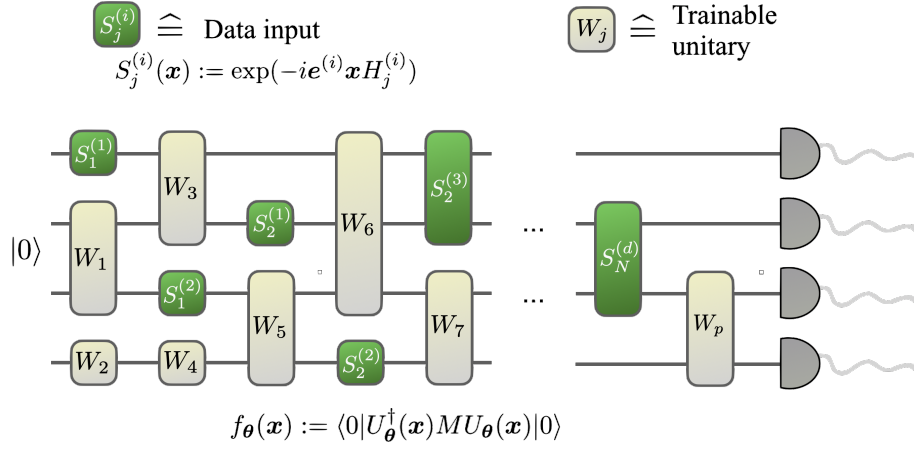 S_j^{(i)} ≙ Data input
S_j^{(i)}(x) := exp(−ie^{(i)}xH_j^{(i)})
W_j ≙ Trainable
unitary
|0⟩
S_1^{(1)}
W_1
W_2
W_3
S_1^{(2)}
W_4
S_2^{(1)}
W_5
W_6
S_2^{(2)}
S_2^{(3)}
W_7
...
...
S_N^{(d)}
W_p
f_θ(x) := ⟨0|U_θ^†(x)MU_θ(x)|0⟩